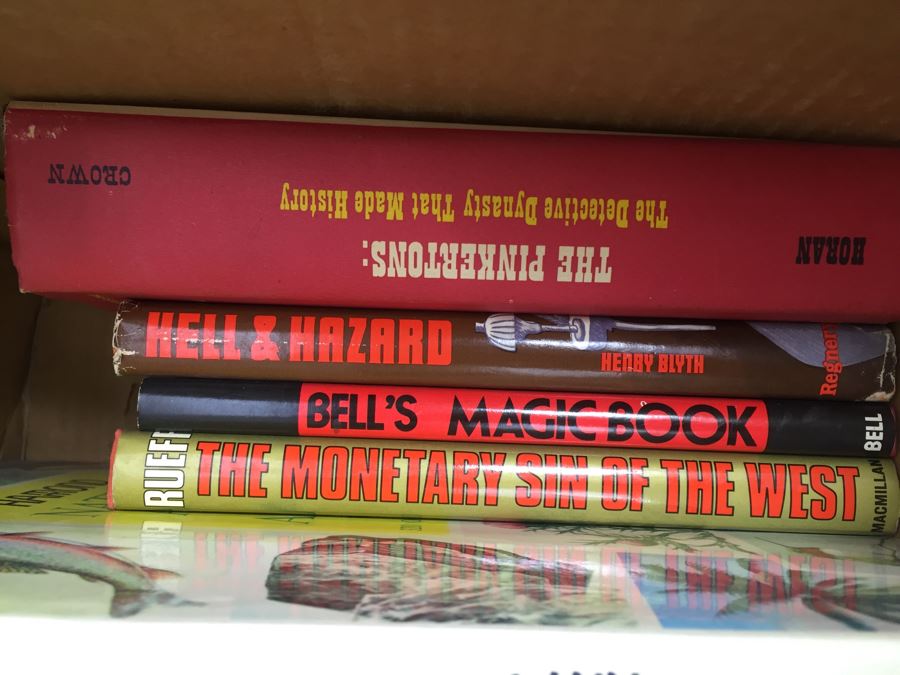 HORAN
THE PINKERTONS:
The Detective Dynasty That Made History
CROWN
HELL & HAZARD
HENRY BLYTH
Regnery
BELL'S MAGIC BOOK
BELL
RUEFF
THE MONETARY SIN OF THE WEST
MACMILLAN